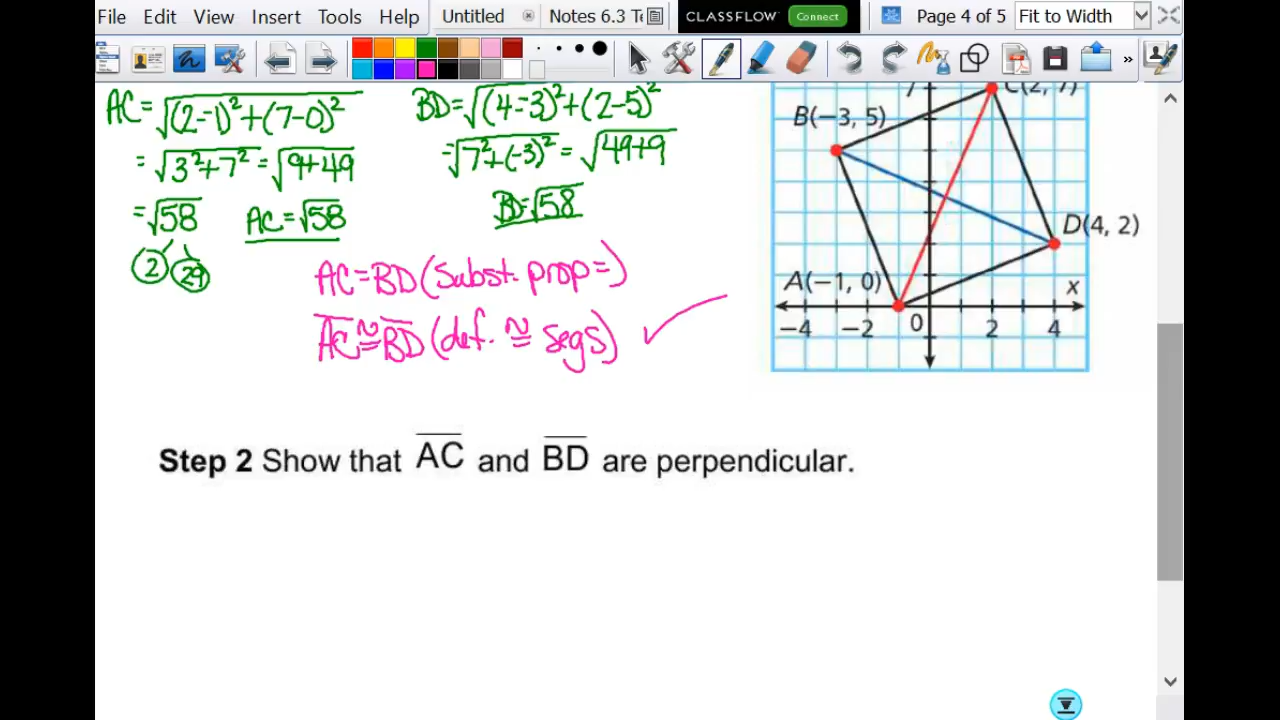 File Edit View Insert Tools Help Untitled Notes 6.3 Te CLASSFLOW Connect Page 4 of 5 Fit to Width
AC = √(2--1)² + (7-0)²
= √3² + 7² = √9+49
= √58 AC = √58
2 29
BD = √(4--3)² + (2-5)²
= √7² + (-3)² = √49+9
BD = √58
AC = BD (Subst. prop =)
AC ≅ BD (def. ≅ segs) ✓
7 C(2, 7)
B(−3, 5)
D(4, 2)
A(−1, 0) x
−4 −2 0 2 4
Step 2 Show that AC and BD are perpendicular.